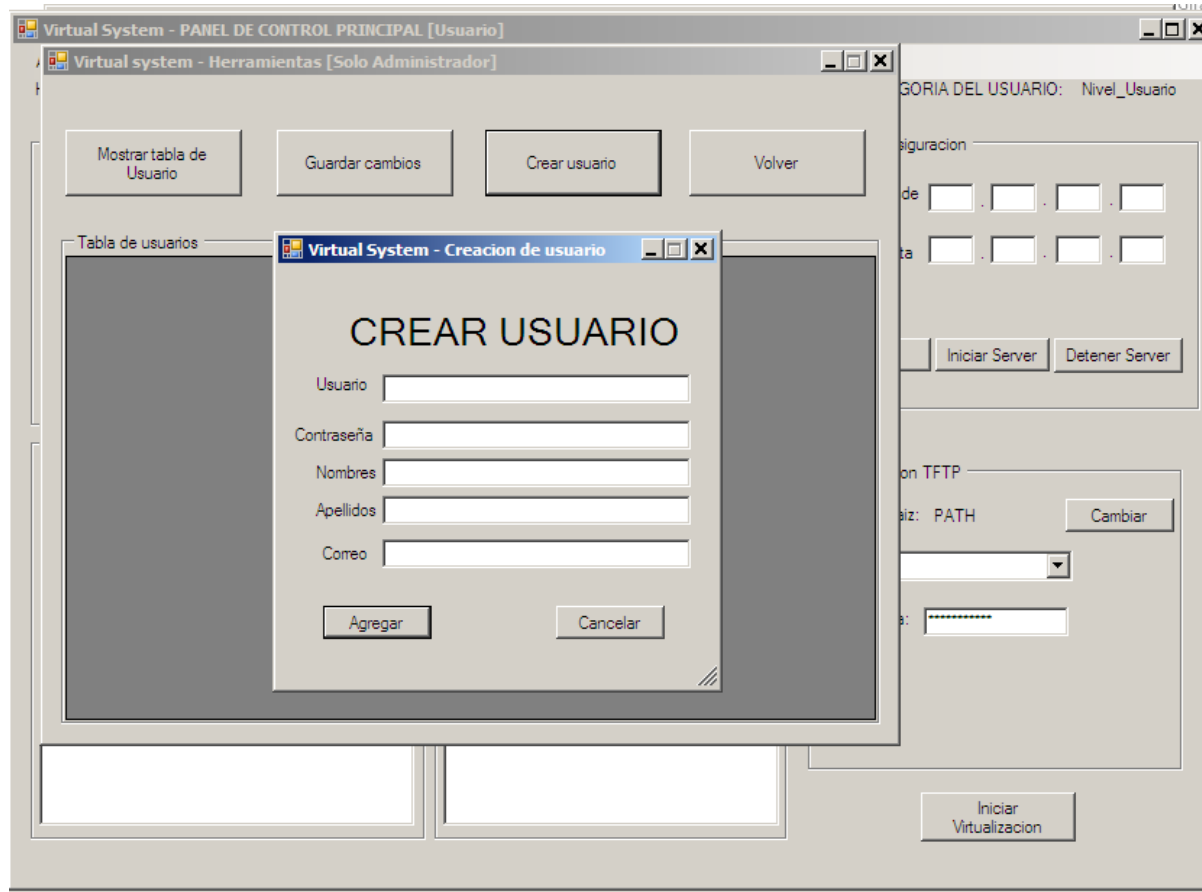 Virtual System - PANEL DE CONTROL PRINCIPAL [Usuario]
Virtual system - Herramientas [Solo Administrador]
GORIA DEL USUARIO: Nivel_Usuario
Mostrar tabla de
Usuario
Guardar cambios
Crear usuario
Volver
figuracion
de . . .
ta . . .
Iniciar Server
Detener Server
Tabla de usuarios
Virtual System - Creacion de usuario
CREAR USUARIO
Usuario
Contraseña
Nombres
Apellidos
Correo
Agregar
Cancelar
on TFTP
aiz: PATH
Cambiar
a: ***********
Iniciar
Virtualizacion